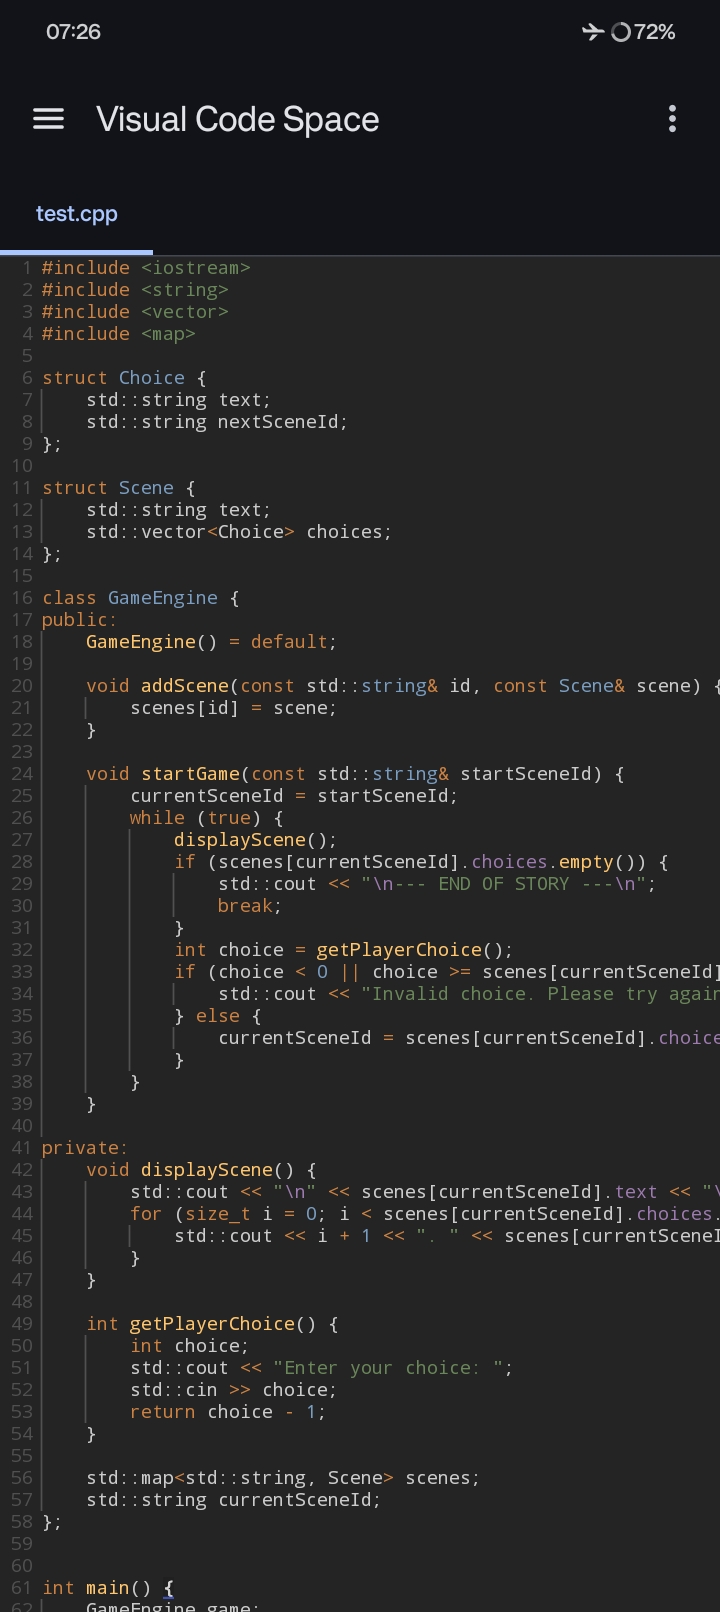 07:26 72%
Visual Code Space
test.cpp
1 #include <iostream>
2 #include <string>
3 #include <vector>
4 #include <map>
5
6 struct Choice {
7     std::string text;
8     std::string nextSceneId;
9 };
10
11 struct Scene {
12     std::string text;
13     std::vector<Choice> choices;
14 };
15
16 class GameEngine {
17 public:
18     GameEngine() = default;
19
20     void addScene(const std::string& id, const Scene& scene) {
21         scenes[id] = scene;
22     }
23
24     void startGame(const std::string& startSceneId) {
25         currentSceneId = startSceneId;
26         while (true) {
27             displayScene();
28             if (scenes[currentSceneId].choices.empty()) {
29                 std::cout << "\n--- END OF STORY ---\n";
30                 break;
31             }
32             int choice = getPlayerChoice();
33             if (choice < 0 || choice >= scenes[currentSceneId]
34                 std::cout << "Invalid choice. Please try again
35             } else {
36                 currentSceneId = scenes[currentSceneId].choice
37             }
38         }
39     }
40
41 private:
42     void displayScene() {
43         std::cout << "\n" << scenes[currentSceneId].text << "\
44         for (size_t i = 0; i < scenes[currentSceneId].choices.
45             std::cout << i + 1 << ". " << scenes[currentSceneI
46         }
47     }
48
49     int getPlayerChoice() {
50         int choice;
51         std::cout << "Enter your choice: ";
52         std::cin >> choice;
53         return choice - 1;
54     }
55
56     std::map<std::string, Scene> scenes;
57     std::string currentSceneId;
58 };
59
60
61 int main() {
62     GameEngine game;